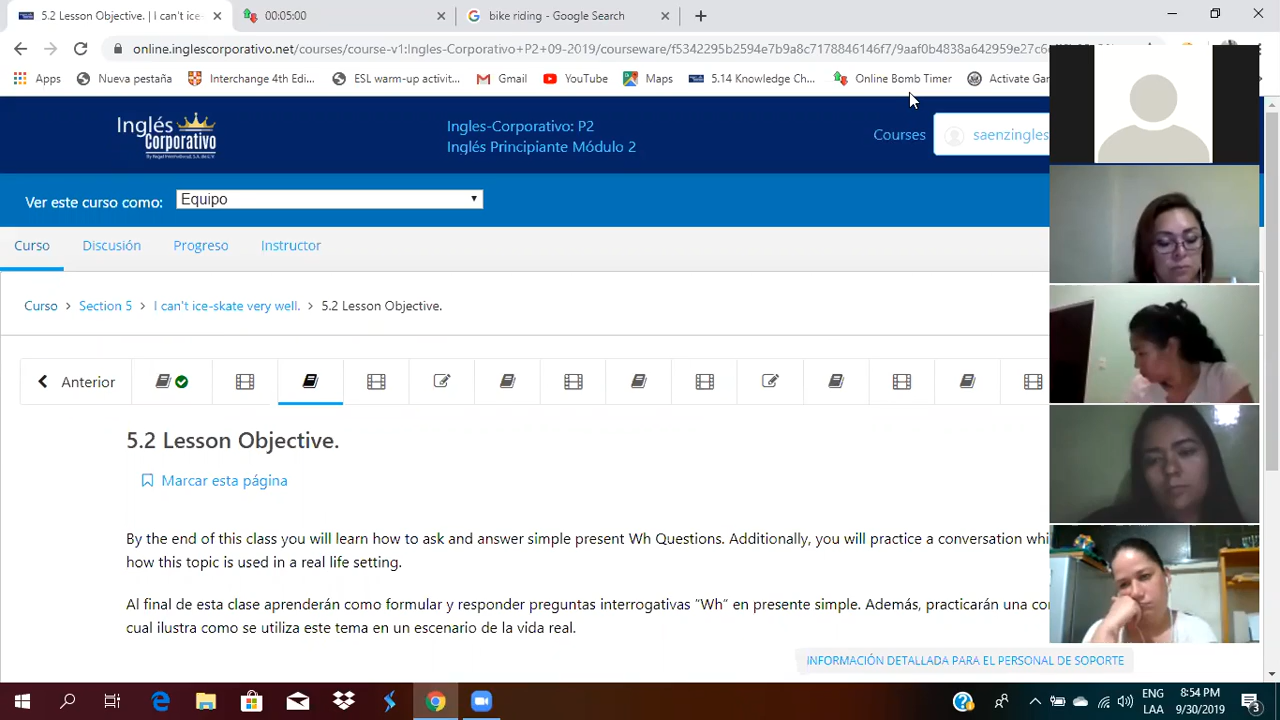 5.2 Lesson Objective. I can't ice-
00:05:00
bike riding - Google Search
online.inglescorporativo.net/courses/course-v1:Ingles-Corporativo+P2+09-2019/courseware/
Apps
Nueva pestaña
Interchange 4th Edi...
ESL warm-up activit...
Gmail
YouTube
Maps
5.14 Knowledge Ch...
Online Bomb Timer
Activate Ga
Inglés
Corporativo
Ingles-Corporativo: P2
Inglés Principiante Módulo 2
Courses
saenzingles
Ver este curso como:
Equipo
Curso
Discusión
Progreso
Instructor
Curso > Section 5 > I can't ice-skate very well. > 5.2 Lesson Objective.
Anterior
5.2 Lesson Objective.
Marcar esta página
By the end of this class you will learn how to ask and answer simple present Wh Questions. Additionally, you will practice a conversation whi
how this topic is used in a real life setting.
Al final de esta clase aprenderán como formular y responder preguntas interrogativas “Wh” en presente simple. Además, practicarán una co
cual ilustra como se utiliza este tema en un escenario de la vida real.
INFORMACIÓN DETALLADA PARA EL PERSONAL DE SOPORTE
ENG
LAA
8:54 PM
9/30/2019
3